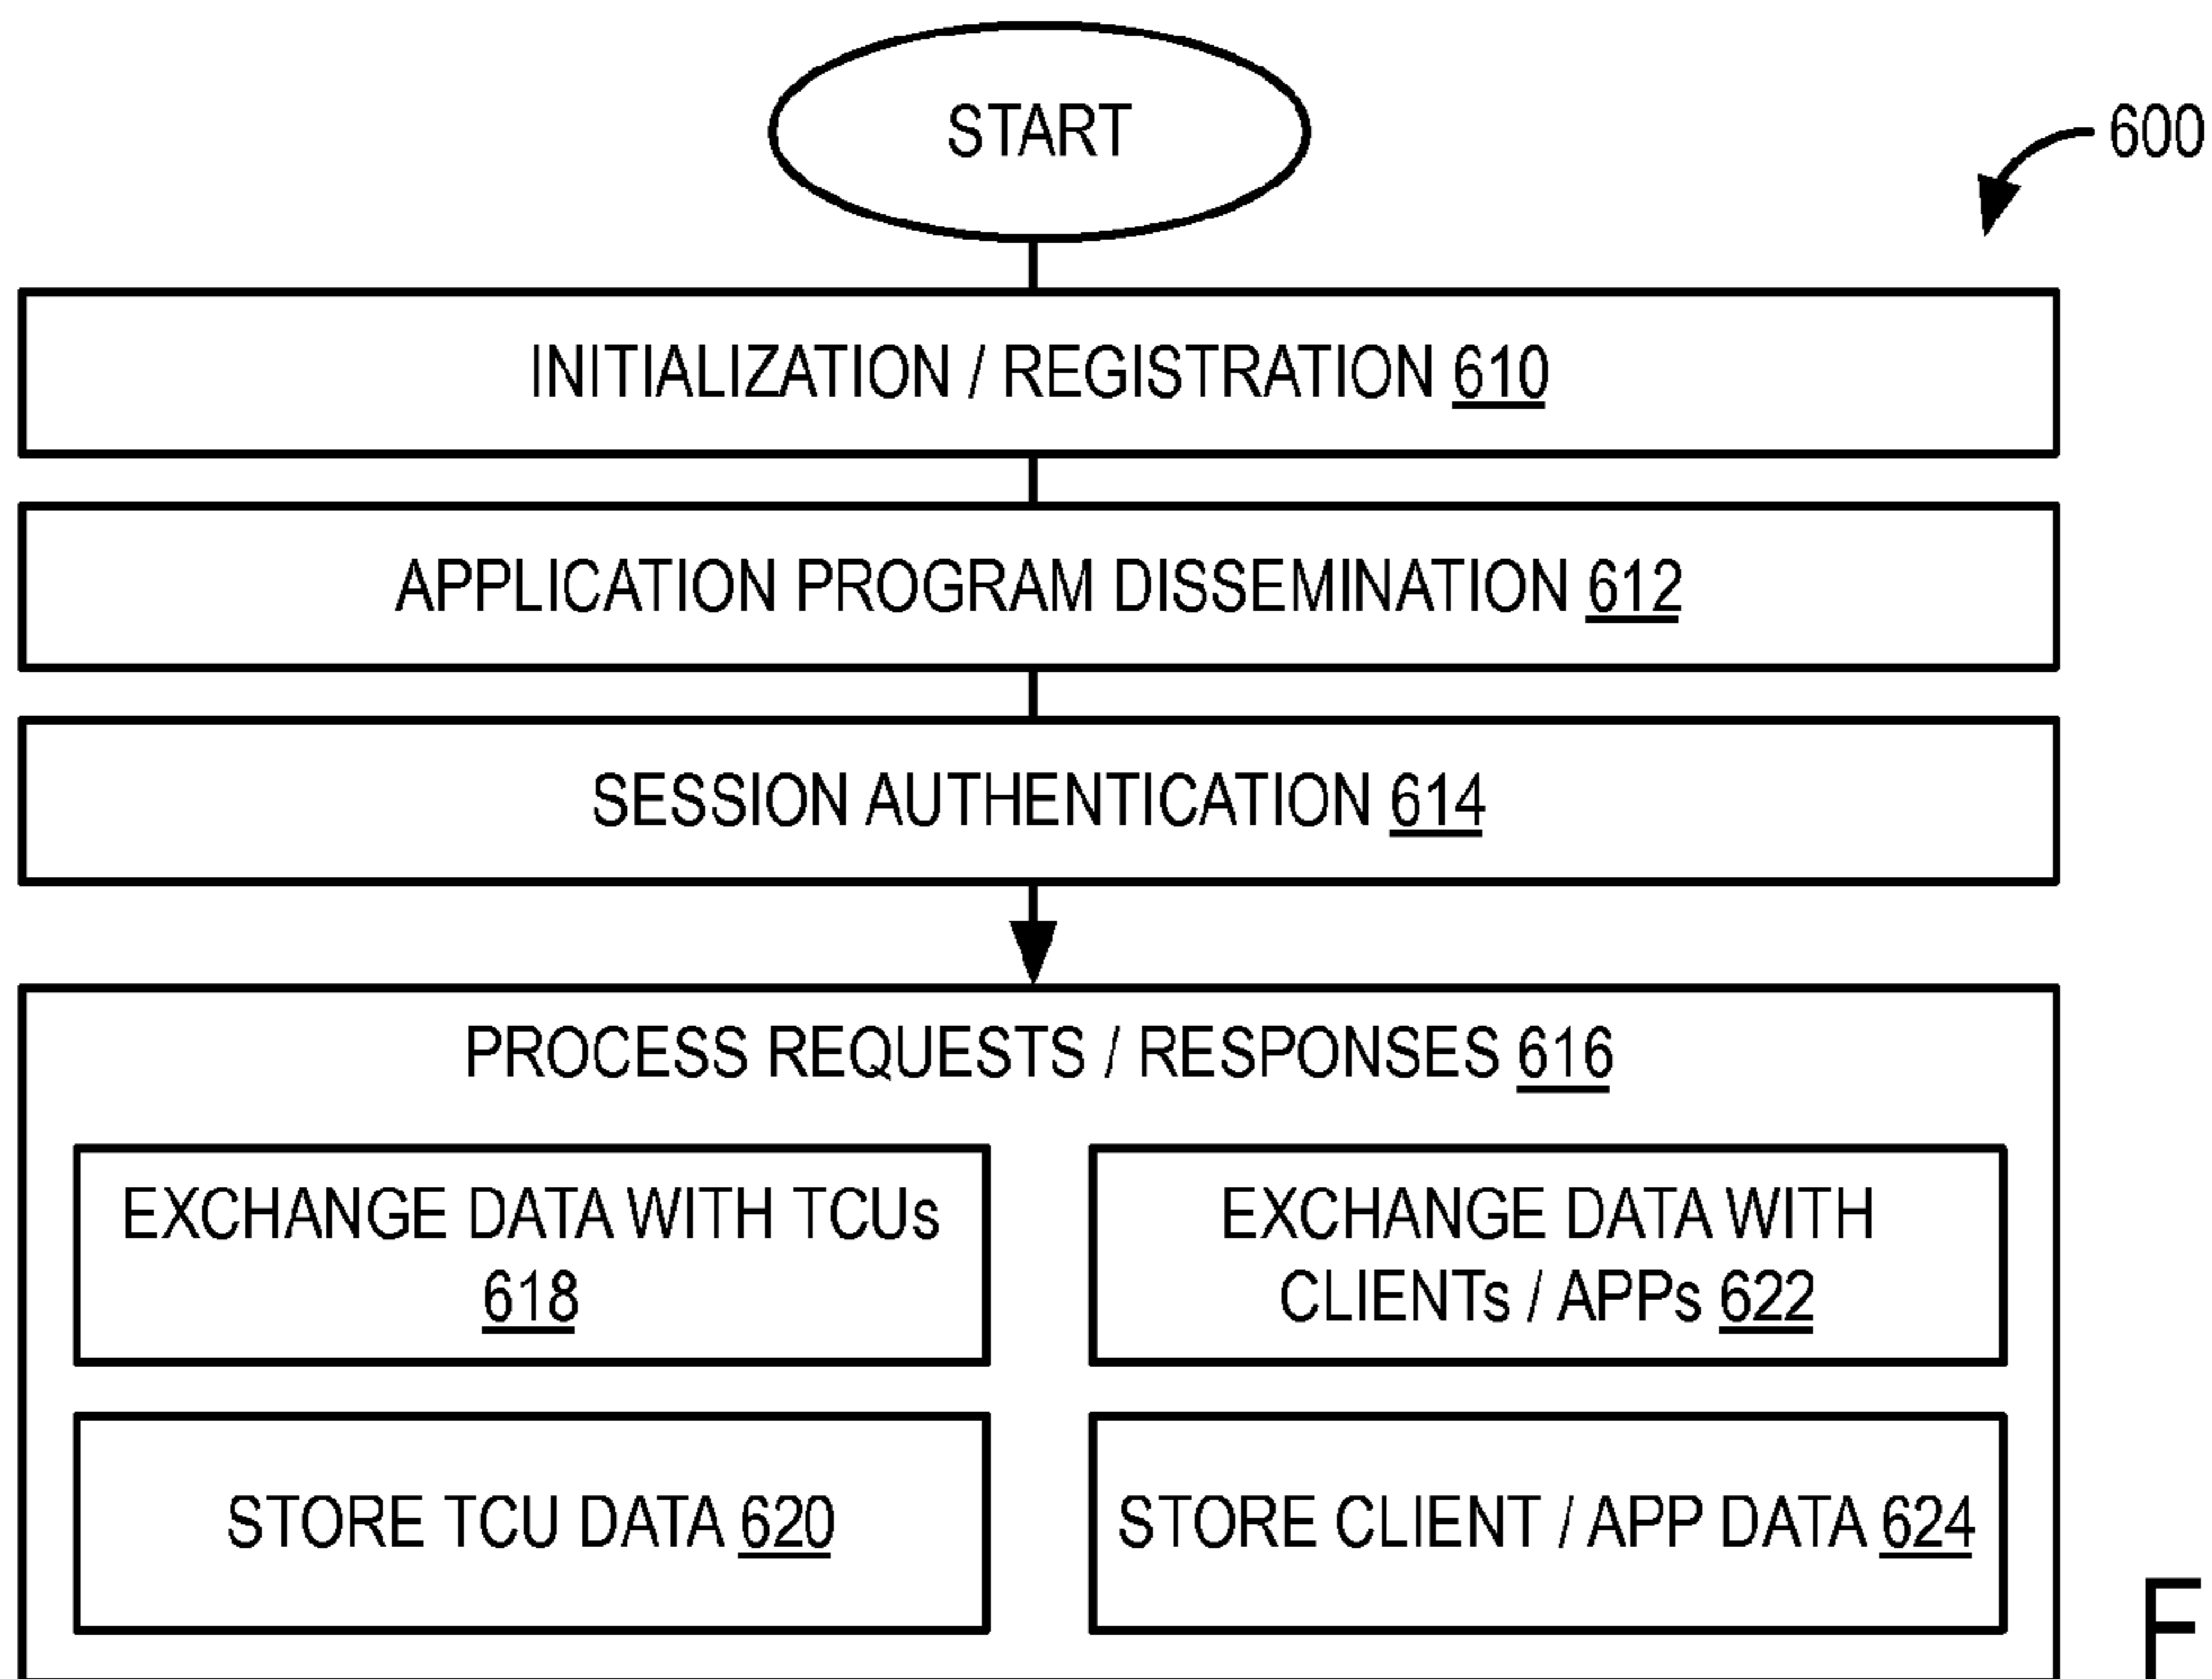 START
600
INITIALIZATION / REGISTRATION 610
APPLICATION PROGRAM DISSEMINATION 612
SESSION AUTHENTICATION 614
PROCESS REQUESTS / RESPONSES 616
EXCHANGE DATA WITH TCUs
618
EXCHANGE DATA WITH
CLIENTs / APPs 622
STORE TCU DATA 620
STORE CLIENT / APP DATA 624
F